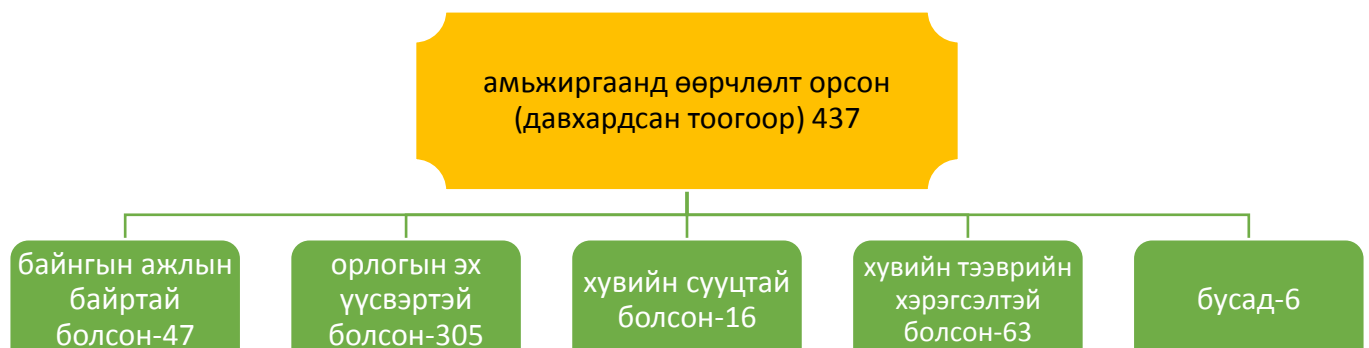 амьжиргаанд өөрчлөлт орсон
(давхардсан тоогоор) 437
байнгын ажлын
байртай
болсон-47
орлогын эх
үүсвэртэй
болсон-305
хувийн сууцтай
болсон-16
хувийн тээврийн
хэрэгсэлтэй
болсон-63
бусад-6